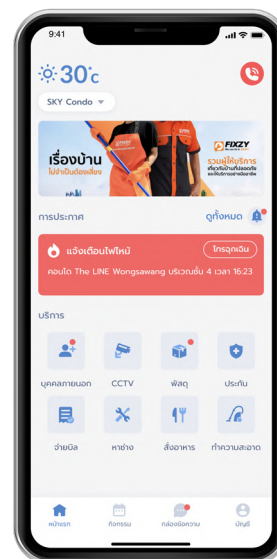 9:41
30°c
SKY Condo
เรื่องบ้าน
ไม่จำเป็นต้องเสี่ยง
FIXZY
รวมผู้ให้บริการ
การประกาศ
ดูทั้งหมด
แจ้งเตือนไฟไหม้
โทรฉุกเฉิน
คอนโด The LINE Wongsawang บริเวณชั้น 4 เวลา 16:23
บริการ
บุคคลภายนอก
CCTV
พัสดุ
ประกัน
จ่ายบิล
หาช่าง
สั่งอาหาร
ทำความสะอาด
หน้าแรก
กิจกรรม
กล่องข้อความ
บัญชี